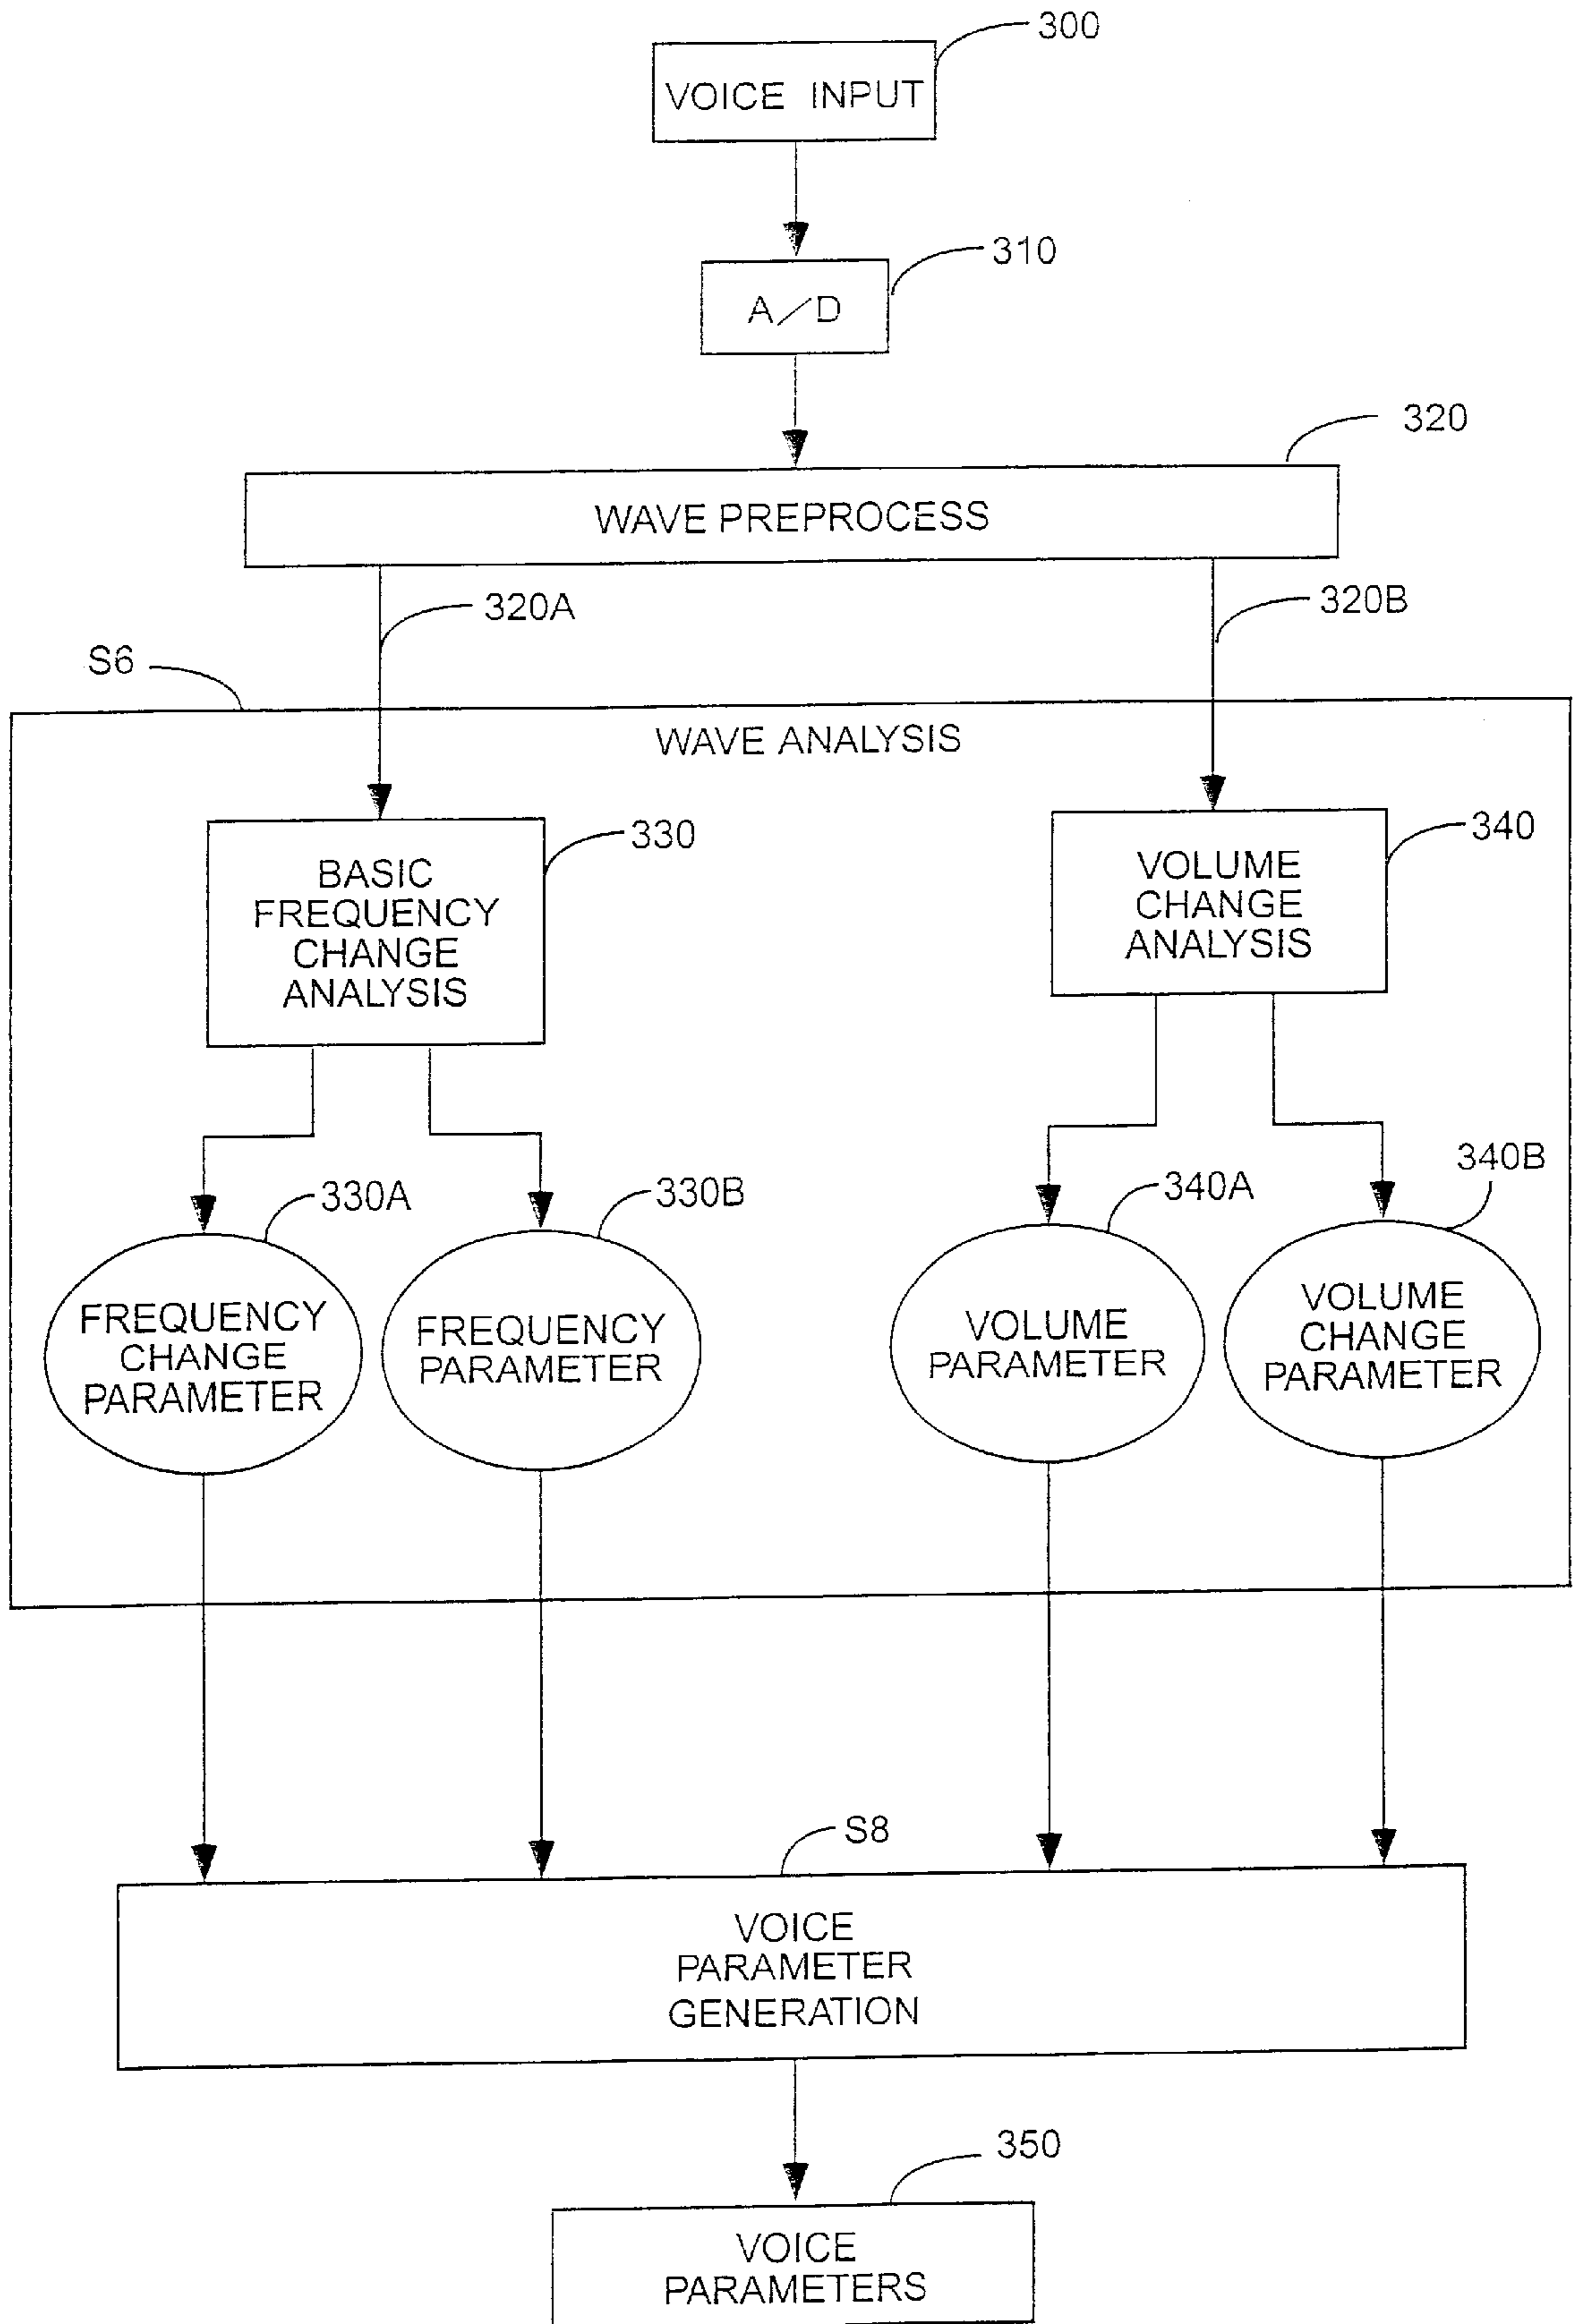 300
VOICE INPUT
310
A/D
320
WAVE PREPROCESS
320A
320B
S6
WAVE ANALYSIS
330
BASIC
FREQUENCY
CHANGE
ANALYSIS
340
VOLUME
CHANGE
ANALYSIS
330A
FREQUENCY
CHANGE
PARAMETER
330B
FREQUENCY
PARAMETER
340A
VOLUME
PARAMETER
340B
VOLUME
CHANGE
PARAMETER
S8
VOICE
PARAMETER
GENERATION
350
VOICE
PARAMETERS